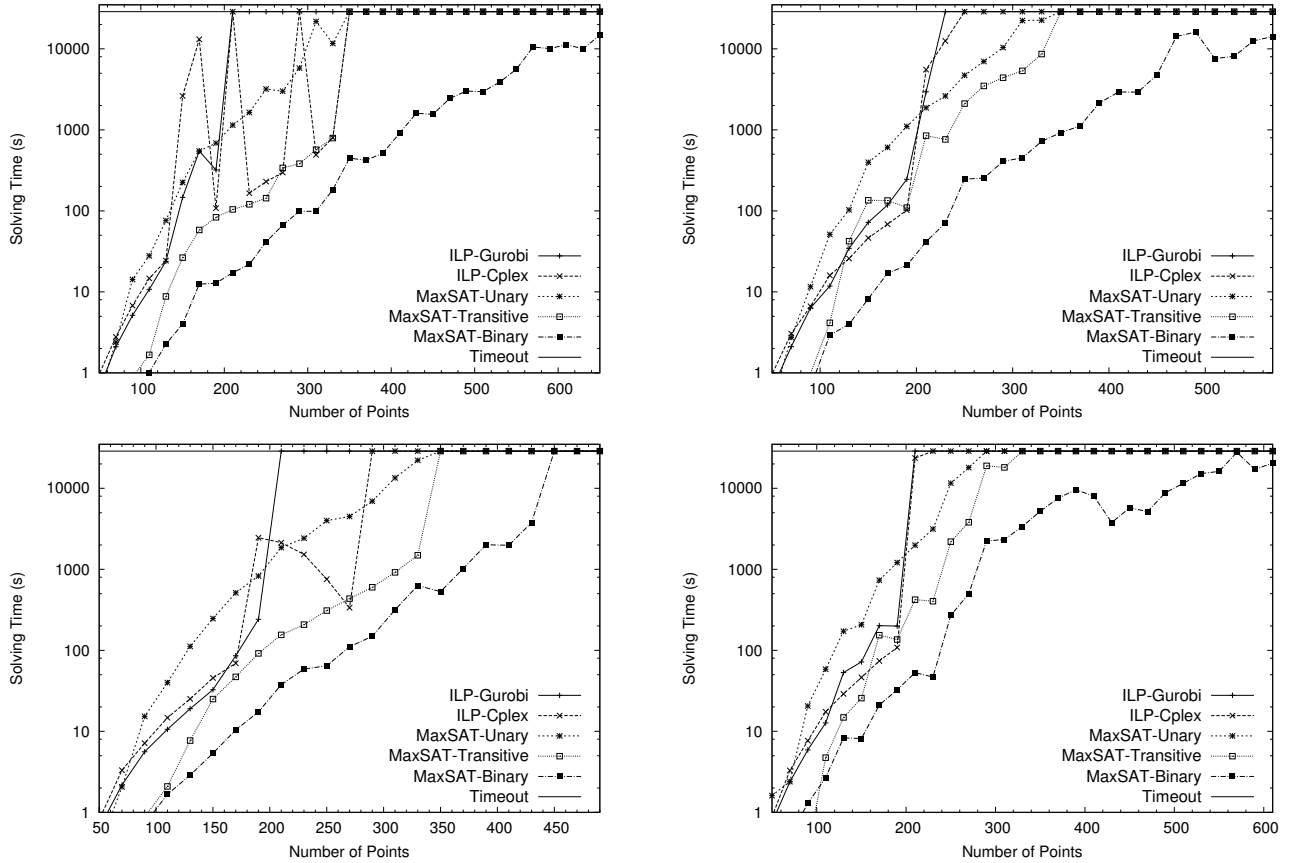 10000
1000
100
10
1
Solving Time (s)
ILP-Gurobi
ILP-Cplex
MaxSAT-Unary
MaxSAT-Transitive
MaxSAT-Binary
Timeout
100 200 300 400 500 600
Number of Points
10000
1000
100
10
1
Solving Time (s)
ILP-Gurobi
ILP-Cplex
MaxSAT-Unary
MaxSAT-Transitive
MaxSAT-Binary
Timeout
100 200 300 400 500
Number of Points
10000
1000
100
10
1
Solving Time (s)
ILP-Gurobi
ILP-Cplex
MaxSAT-Unary
MaxSAT-Transitive
MaxSAT-Binary
Timeout
50 100 150 200 250 300 350 400 450
Number of Points
10000
1000
100
10
1
Solving Time (s)
ILP-Gurobi
ILP-Cplex
MaxSAT-Unary
MaxSAT-Transitive
MaxSAT-Binary
Timeout
100 200 300 400 500 600
Number of Points